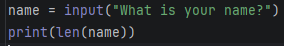 name = input("What is your name?")
print(len(name))